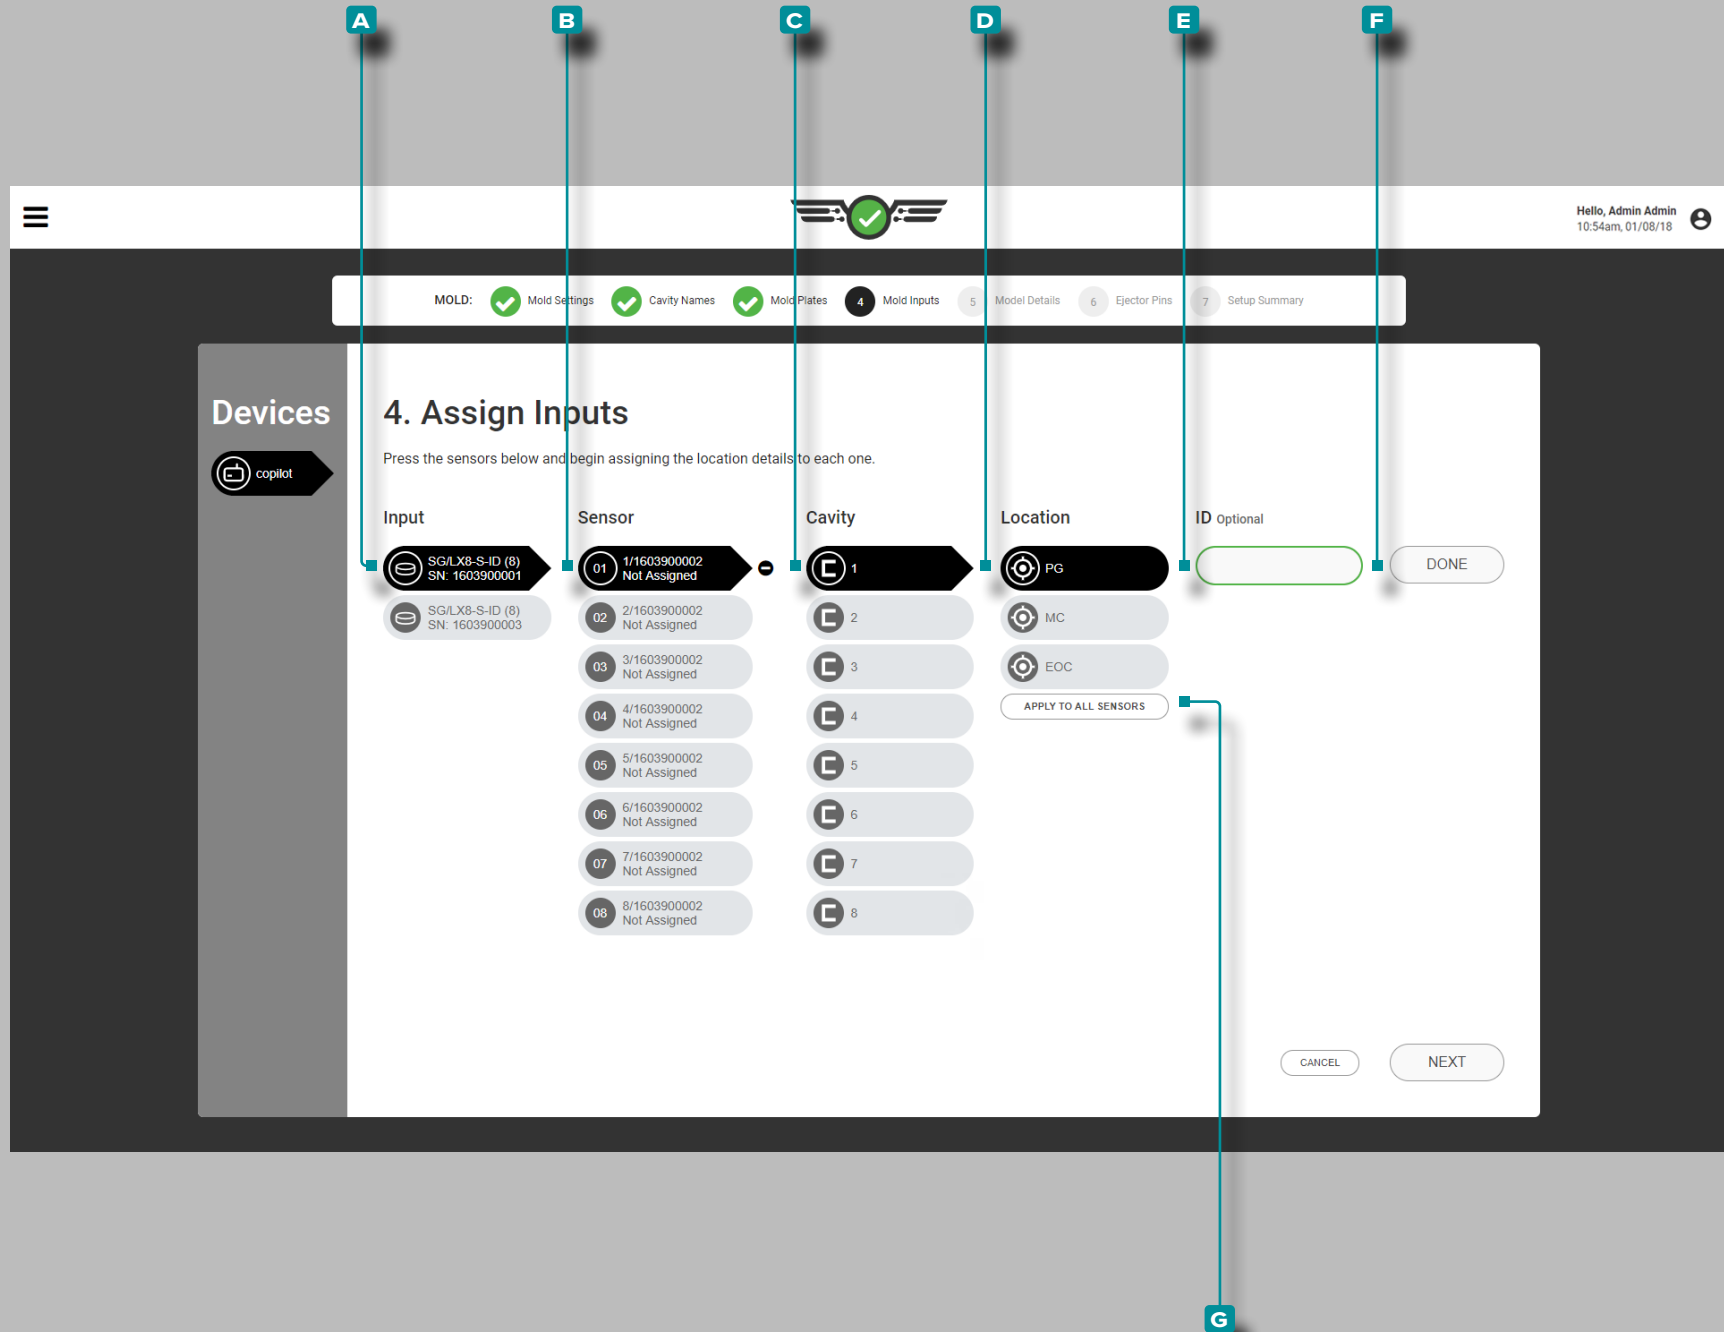 A
B
C
D
E
F
Hello, Admin Admin
10:54am, 01/08/18
MOLD:
Mold Settings
Cavity Names
Mold Plates
4
Mold Inputs
5
Model Details
6
Ejector Pins
7
Setup Summary
Devices
copilot
4. Assign Inputs
Press the sensors below and begin assigning the location details to each one.
Input
Sensor
Cavity
Location
ID Optional
SG/LX8-S-ID (8)
SN: 1603900001
SG/LX8-S-ID (8)
SN: 1603900003
01
1/1603900002
Not Assigned
02
2/1603900002
Not Assigned
03
3/1603900002
Not Assigned
04
4/1603900002
Not Assigned
05
5/1603900002
Not Assigned
06
6/1603900002
Not Assigned
07
7/1603900002
Not Assigned
08
8/1603900002
Not Assigned
1
2
3
4
5
6
7
8
PG
MC
EOC
APPLY TO ALL SENSORS
DONE
CANCEL
NEXT
G